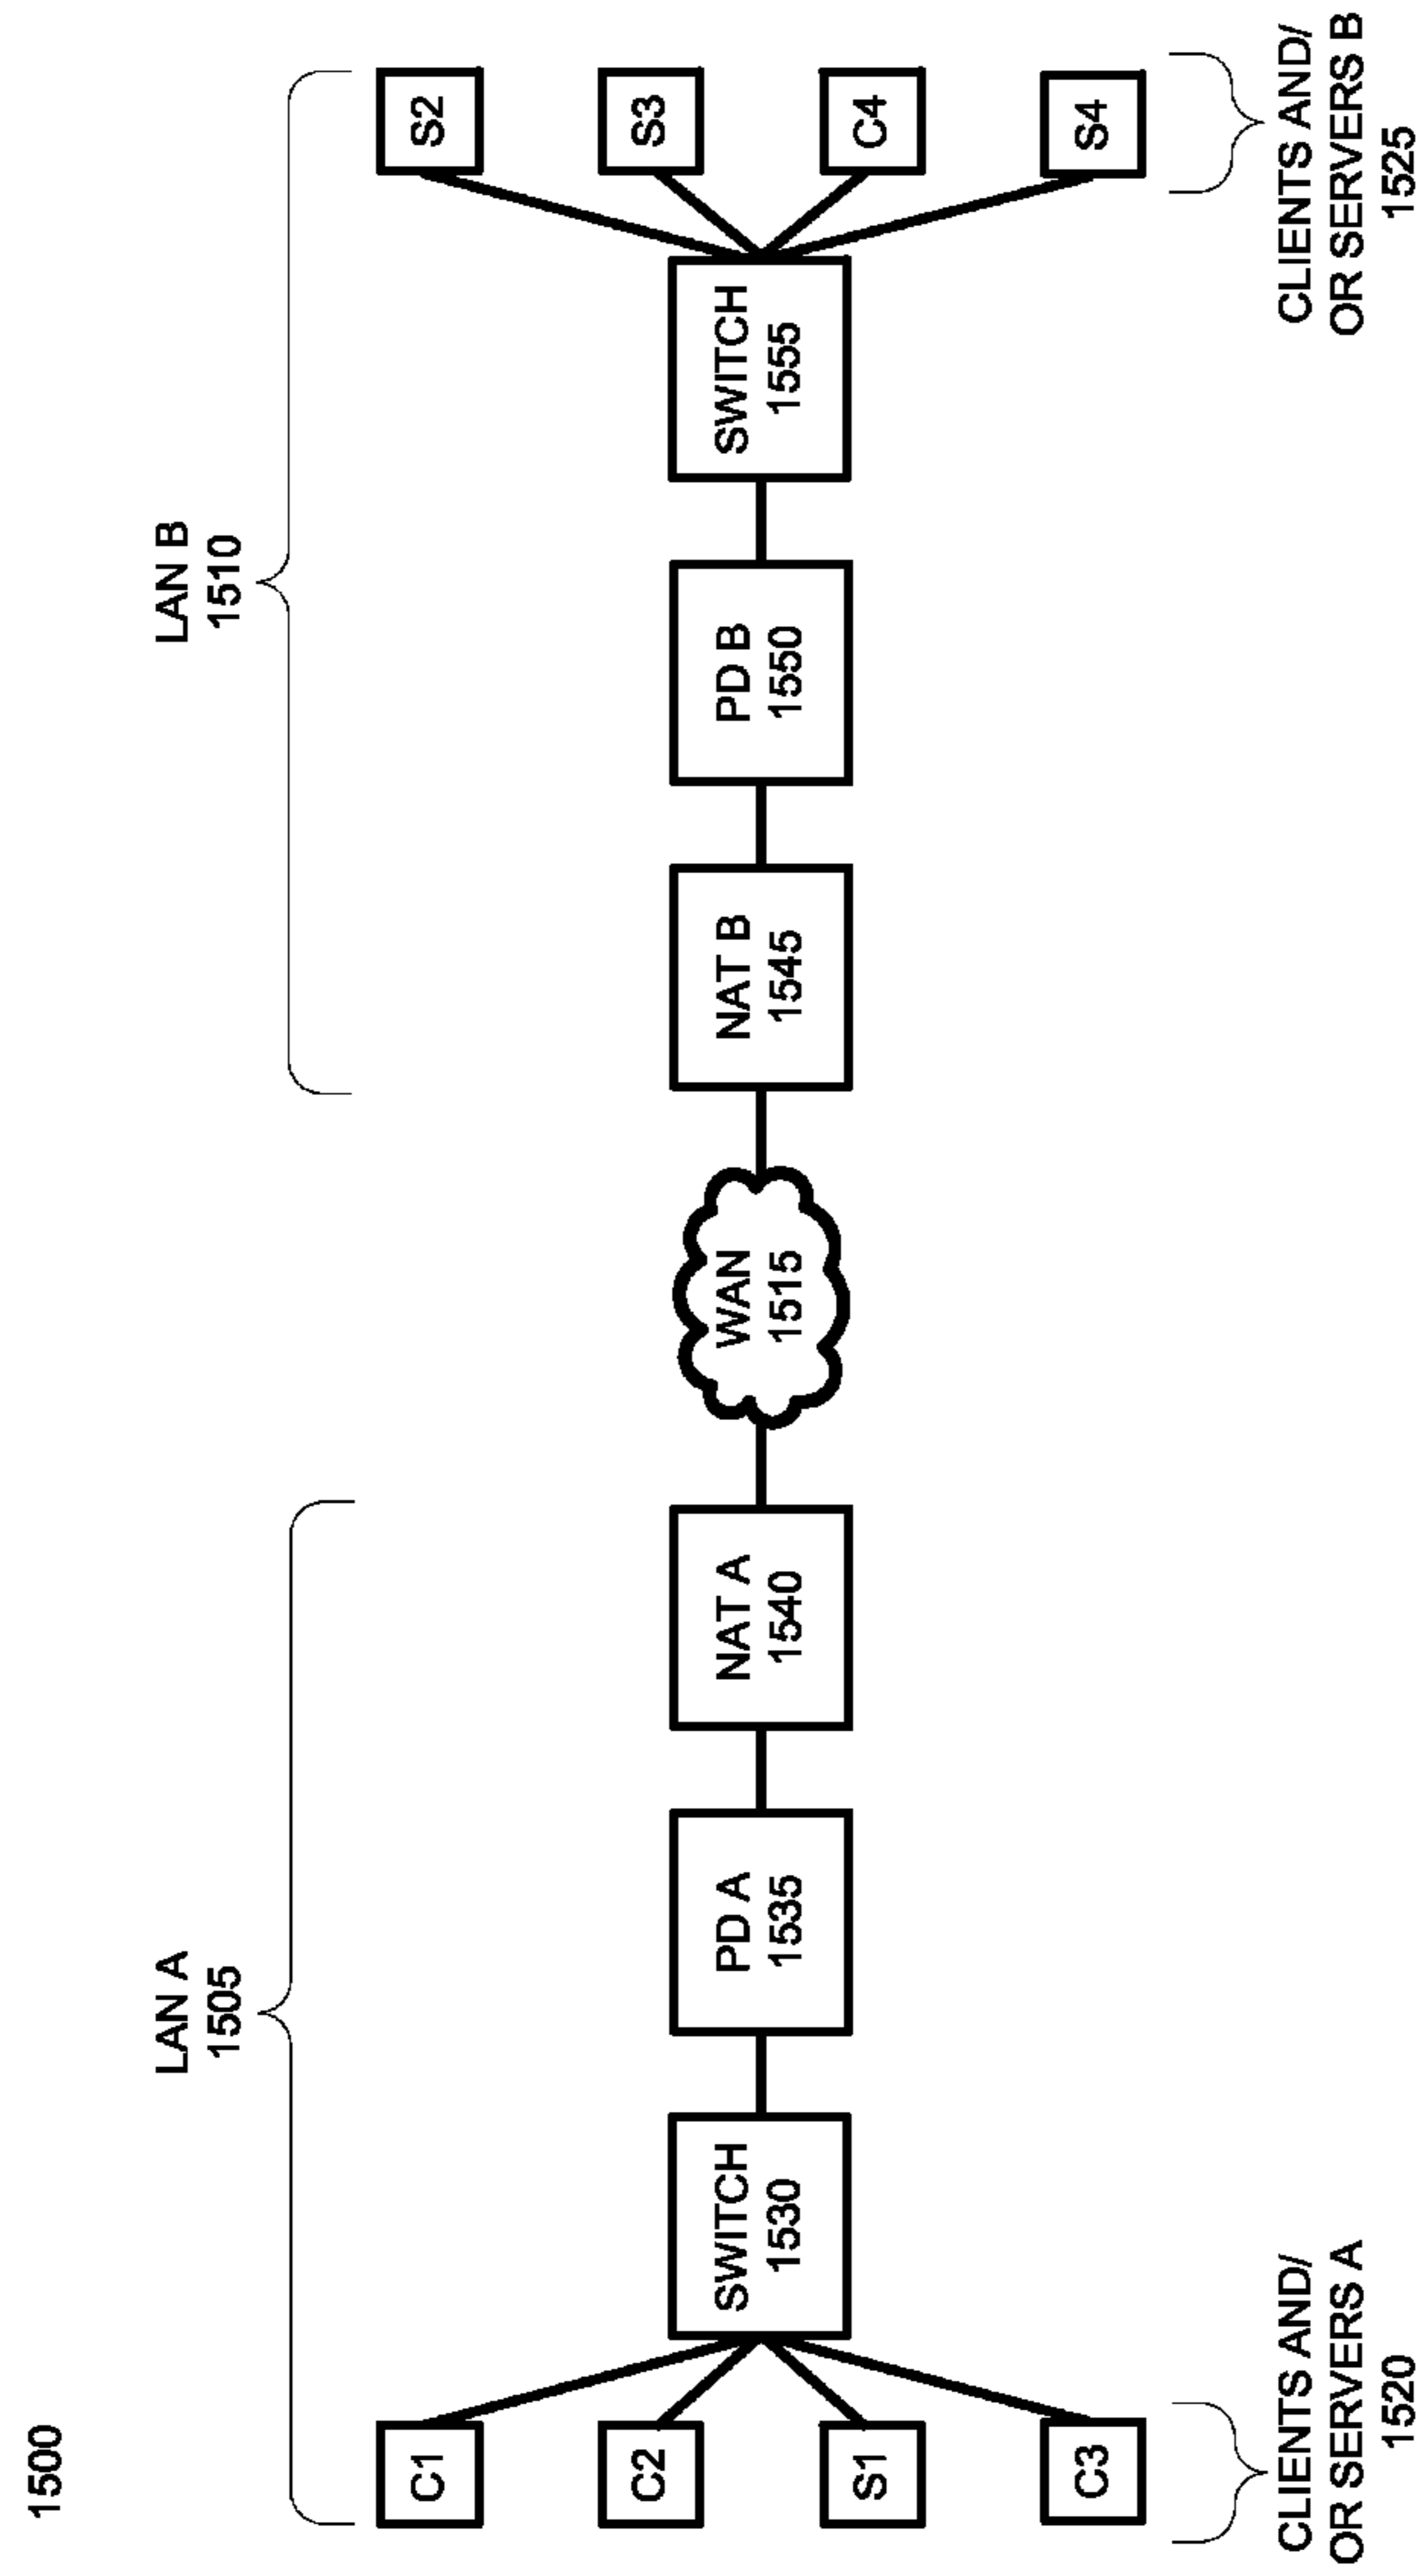 1500
LAN A
1505
LAN B
1510
C1
C2
S1
C3
SWITCH
1530
PD A
1535
NAT A
1540
WAN
1515
NAT B
1545
PD B
1550
SWITCH
1555
S2
S3
C4
S4
CLIENTS AND/
OR SERVERS A
1520
CLIENTS AND/
OR SERVERS B
1525